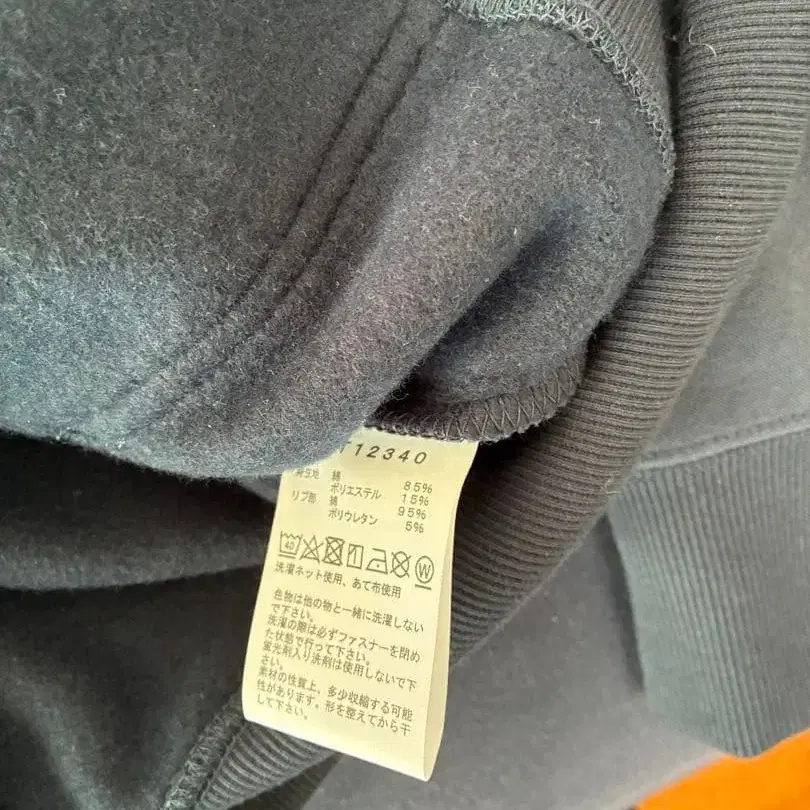 T12340
綿 85%
ポリエステル 15%
リブ部 綿 95%
ポリウレタン 5%
40 W
洗濯ネット使用、あて布使用
色物は他の物と一緒に洗濯しない
で下さい。
洗濯の際は必ずファスナーを閉め
た状態で行って下さい。
蛍光剤入り洗剤は使用しないで下
さい。
素材の性質上、多少収縮する可能
性があります。形を整えてから干
して下さい。